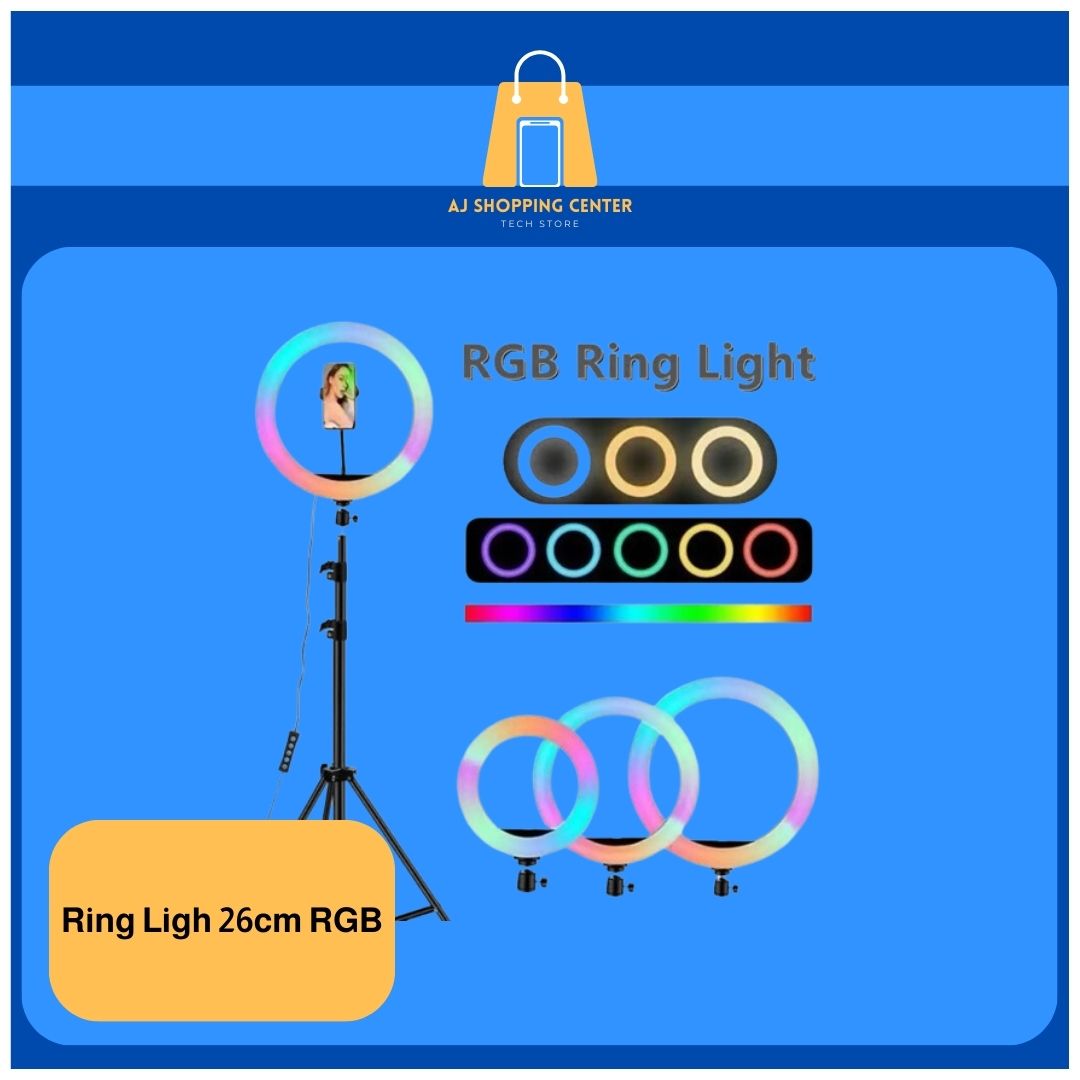 AJ SHOPPING CENTER
TECH STORE
RGB Ring Light
Ring Ligh 26cm RGB